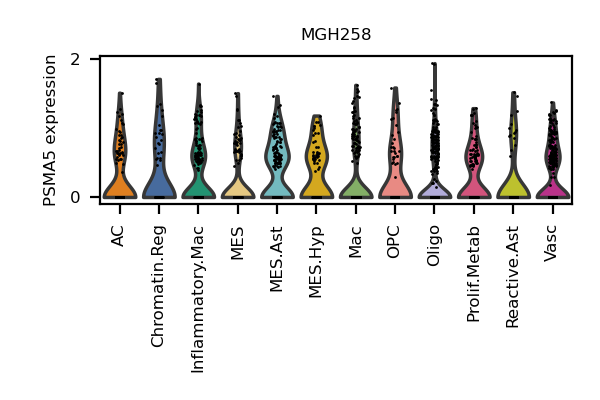 MGH258
PSMA5 expression
2
0
AC
Chromatin.Reg
Inflammatory.Mac
MES
MES.Ast
MES.Hyp
Mac
OPC
Oligo
Prolif.Metab
Reactive.Ast
Vasc